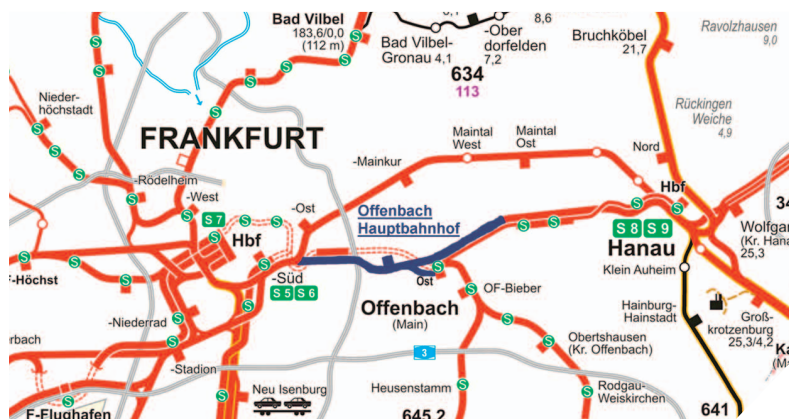 Bad Vilbel
183,6/0,0
(112 m)
Bad Vilbel-
Gronau 4,1
-Ober
dorfelden
7,2
8,6
634
113
Bruchköbel
21,7
Ravolzhausen
9,0
Rückingen
Weiche
4,9
Nieder-
höchstadt
FRANKFURT
-Rödelheim
-West
-Mainkur
Maintal
West
Maintal
Ost
Nord
Hbf
S 7
Hbf
-Ost
Offenbach
Hauptbahnhof
S 8 S 9
Hanau
Wolfgan
(Kr. Hana
25,3
34
F-Höchst
-Süd
S 5 S 6
Ost
Offenbach
(Main)
OF-Bieber
Klein Auheim
Hainburg-
Hainstadt
Groß-
krotzenburg
25,3/4,2
-Niederrad
erbach
-Stadion
3
Obertshausen
(Kr. Offenbach)
Neu Isenburg
Heusenstamm
Rodgau-
Weiskirchen
F-Flughafen
645.2
641
Ka